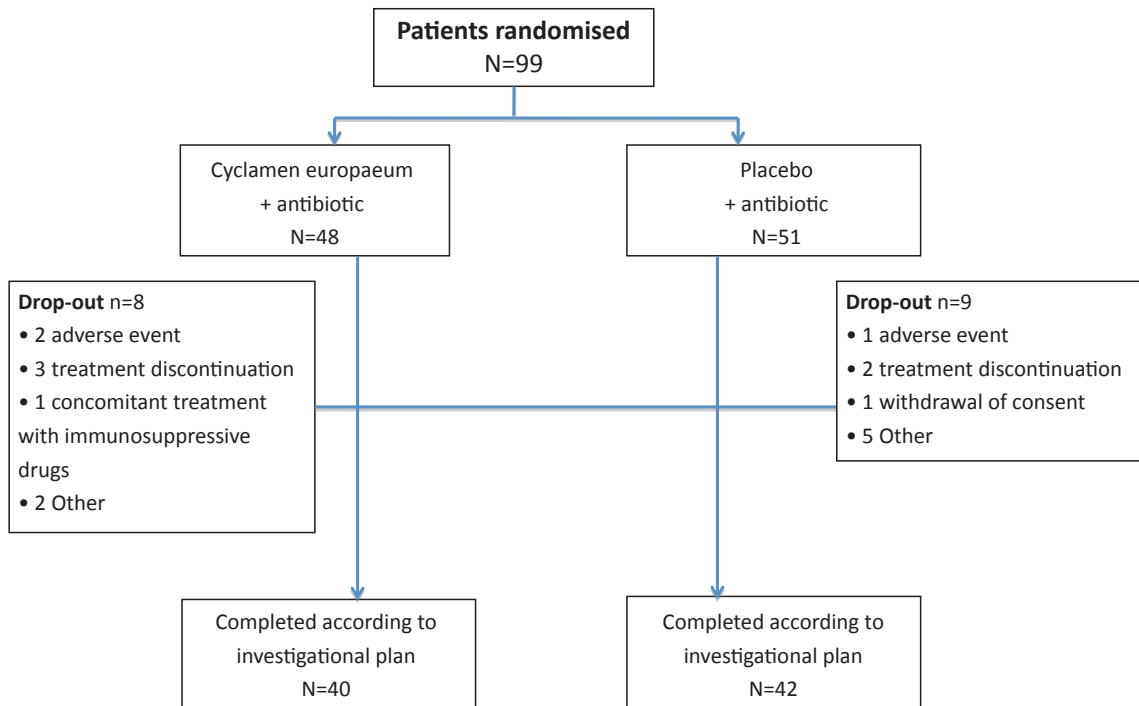 Patients randomised
N=99
Cyclamen europaeum
+ antibiotic
N=48
Placebo
+ antibiotic
N=51
Drop-out n=8
• 2 adverse event
• 3 treatment discontinuation
• 1 concomitant treatment
with immunosuppressive
drugs
• 2 Other
Drop-out n=9
• 1 adverse event
• 2 treatment discontinuation
• 1 withdrawal of consent
• 5 Other
Completed according to
investigational plan
N=40
Completed according to
investigational plan
N=42